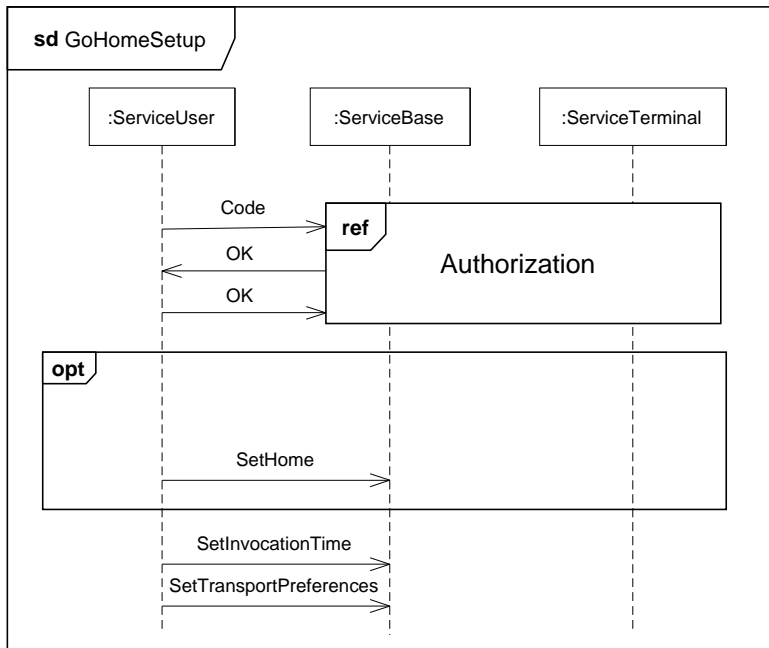 sd GoHomeSetup
:ServiceUser
:ServiceBase
:ServiceTerminal
Code
ref
OK
Authorization
OK
opt
SetHome
SetInvocationTime
SetTransportPreferences